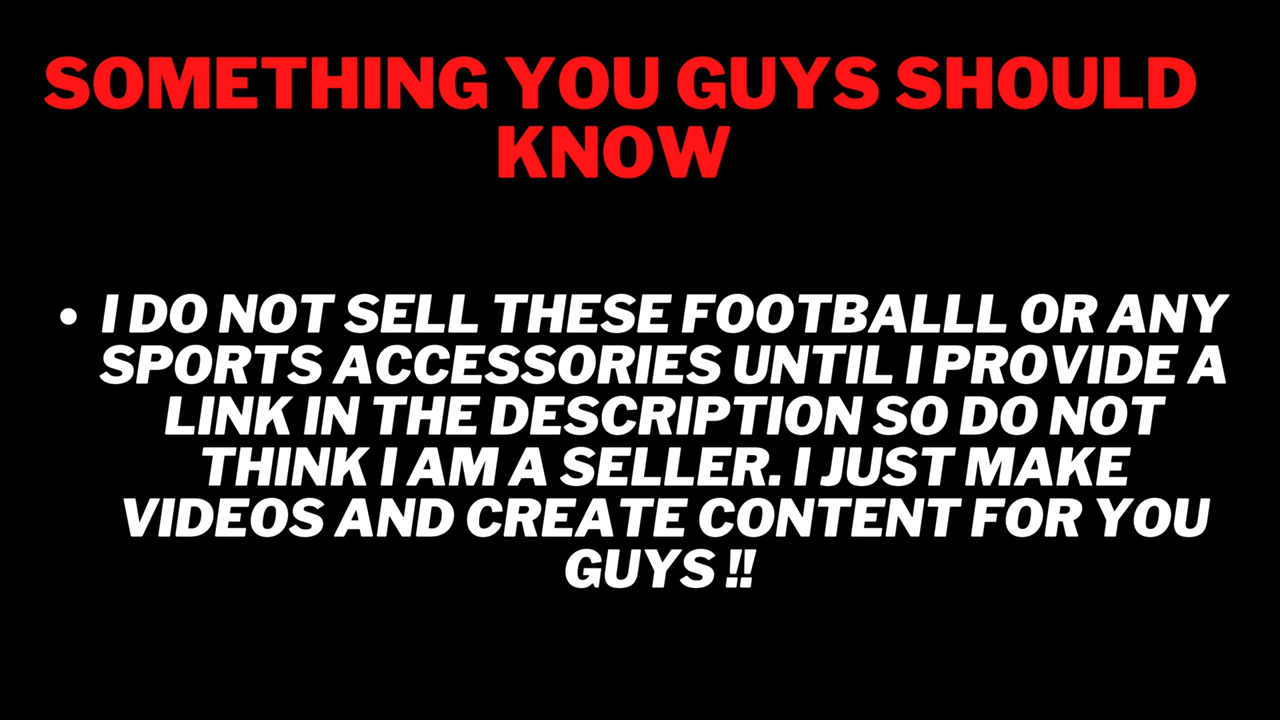 SOMETHING YOU GUYS SHOULD
KNOW
• I DO NOT SELL THESE FOOTBALLL OR ANY
SPORTS ACCESSORIES UNTIL I PROVIDE A
LINK IN THE DESCRIPTION SO DO NOT
THINK I AM A SELLER. I JUST MAKE
VIDEOS AND CREATE CONTENT FOR YOU
GUYS !!